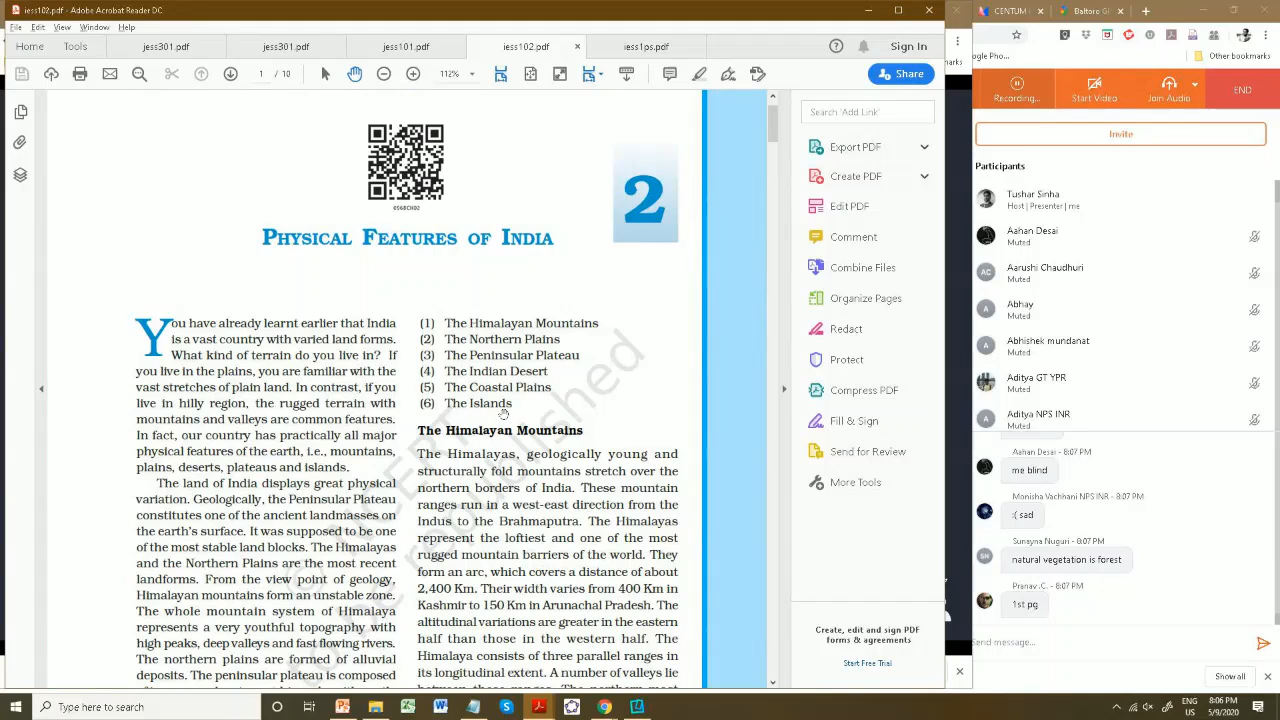 iess102.pdf - Adobe Acrobat Reader DC
File Edit View Window Help
Home Tools jess301.pdf jess301.pdf jess101.pdf iess102.pdf iess1ps.pdf Sign In
1 10 112% Share
096BCH02
2
PHYSICAL FEATURES OF INDIA
You have already learnt earlier that India
is a vast country with varied land forms.
What kind of terrain do you live in? If
you live in the plains, you are familiar with the
vast stretches of plain land. In contrast, if you
live in hilly region, the rugged terrain with
mountains and valleys are common features.
In fact, our country has practically all major
physical features of the earth, i.e., mountains,
plains, deserts, plateaus and islands.
The land of India displays great physical
variation. Geologically, the Peninsular Plateau
constitutes one of the ancient landmasses on
the earth's surface. It was supposed to be one
of the most stable land blocks. The Himalayas
and the Northern Plains are the most recent
landforms. From the view point of geology,
Himalayan mountains form an unstable zone.
The whole mountain system of Himalaya
represents a very youthful topography with
high peaks, deep valleys and fast flowing rivers.
The northern plains are formed of alluvial
deposits. The peninsular plateau is composed
(1) The Himalayan Mountains
(2) The Northern Plains
(3) The Peninsular Plateau
(4) The Indian Desert
(5) The Coastal Plains
(6) The Islands
The Himalayan Mountains
The Himalayas, geologically young and
structurally fold mountains stretch over the
northern borders of India. These mountain
ranges run in a west-east direction from the
Indus to the Brahmaputra. The Himalayas
represent the loftiest and one of the most
rugged mountain barriers of the world. They
form an arc, which covers a distance of about
2,400 Km. Their width varies from 400 Km in
Kashmir to 150 Km in Arunachal Pradesh. The
altitudinal variations are greater in the eastern
half than those in the western half. The
Himalaya consists of three parallel ranges in
its longitudinal extent. A number of valleys lie
between these ranges. The northern most
republished
Search 'Add Link'
Export PDF
Create PDF
Edit PDF
Comment
Combine Files
Organize Pages
Redact
Protect
Compress PDF
Fill & Sign
Send for Review
More Tools
Create, edit and sign PDF
forms & agreements
Start Free Trial
CENTUM Baltoro Gl
ogle Pho... Other bookmarks
marks
Recording... Start Video Join Audio END
Invite
Participants
Tushar Sinha
Host | Presenter | me
Aahan Desai
Muted
AC
Aarushi Chaudhuri
Muted
A
Abhay
Muted
A
Abhishek mundanat
Muted
Aditya GT YPR
Muted
A
Aditya NPS INR
Muted
Aahan Desai - 8:07 PM
me blind
Monisha Vachhani NPS INR - 8:07 PM
:( sad
SN
Sunayna Nuguri - 8:07 PM
natural vegetation is forest
Pranav .C. - 8:07 PM
1st pg
Send message...
Show all
Type here to search
ENG
US
8:06 PM
5/9/2020